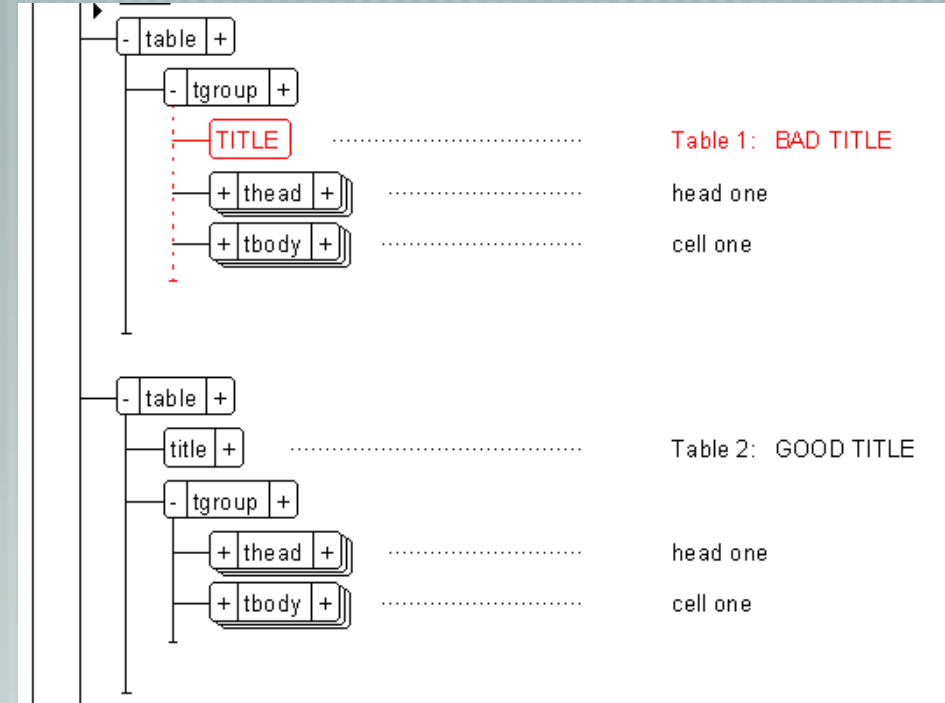 - table +
- tgroup +
TITLE Table 1: BAD TITLE
+ thead + head one
+ tbody + cell one
- table +
title + Table 2: GOOD TITLE
- tgroup +
+ thead + head one
+ tbody + cell one